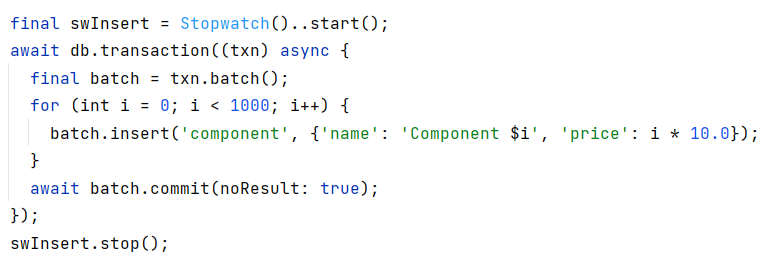 final swInsert = Stopwatch()..start();
await db.transaction((txn) async {
  final batch = txn.batch();
  for (int i = 0; i < 1000; i++) {
    batch.insert('component', {'name': 'Component $i', 'price': i * 10.0});
  }
  await batch.commit(noResult: true);
});
swInsert.stop();